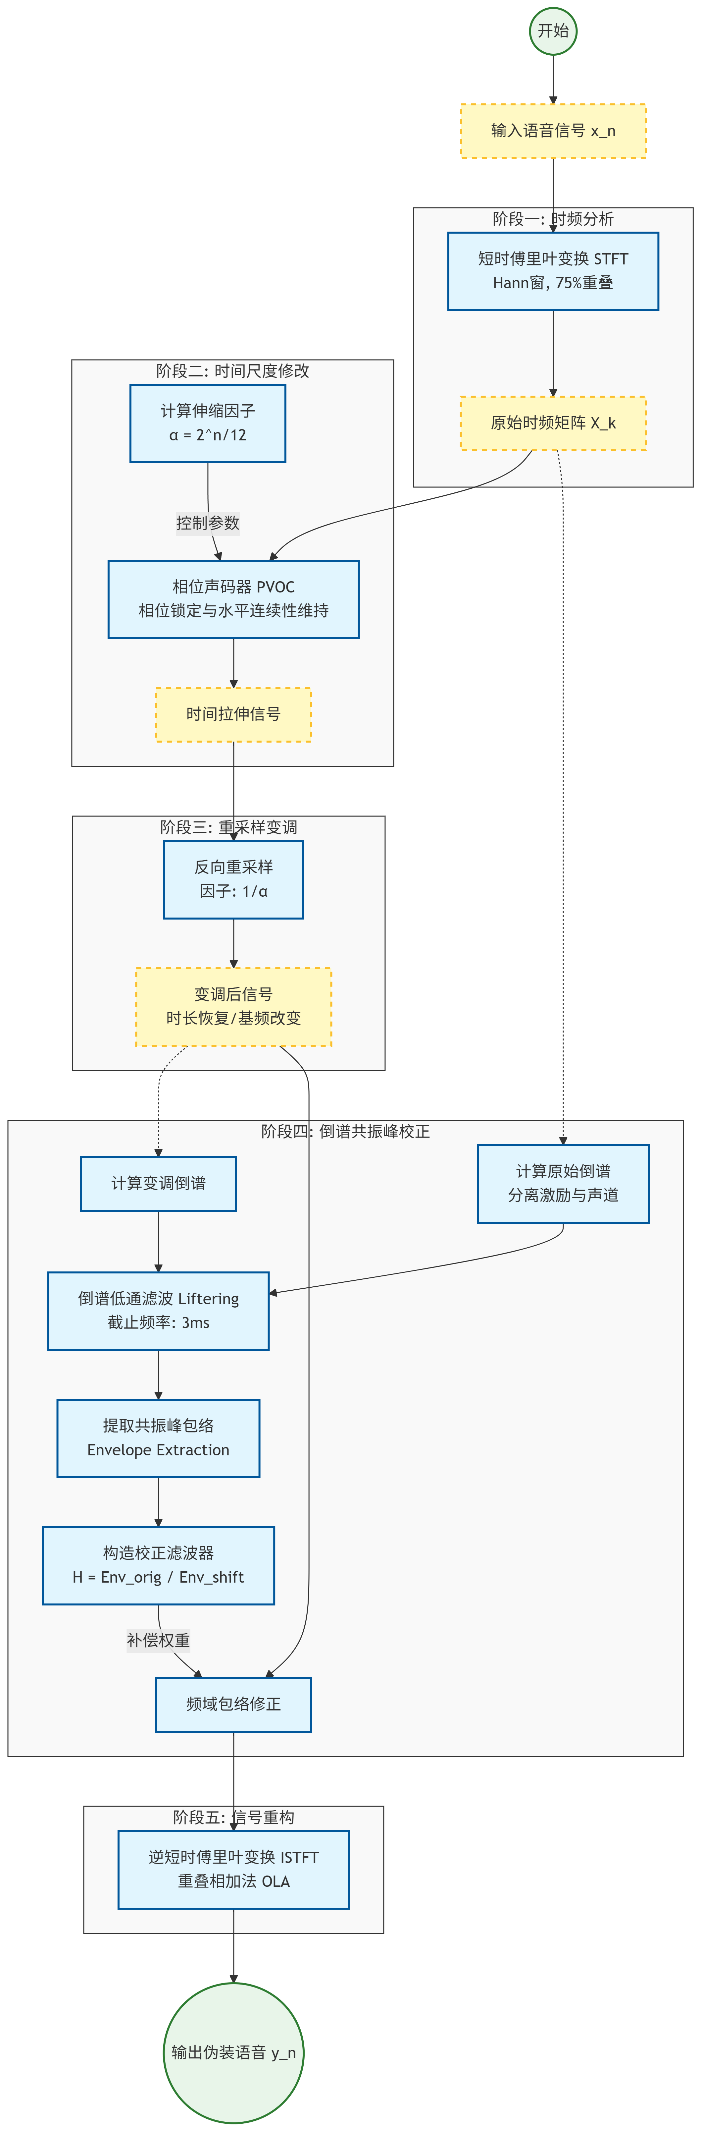 开始
输入语音信号 x_n
阶段一: 时频分析
短时傅里叶变换 STFT
Hann窗, 75%重叠
原始时频矩阵 X_k
阶段二: 时间尺度修改
计算伸缩因子
α = 2^n/12
控制参数
相位声码器 PVOC
相位锁定与水平连续性维持
时间拉伸信号
阶段三: 重采样变调
反向重采样
因子: 1/α
变调后信号
时长恢复/基频改变
阶段四: 倒谱共振峰校正
计算变调倒谱
计算原始倒谱
分离激励与声道
倒谱低通滤波 Liftering
截止频率: 3ms
提取共振峰包络
Envelope Extraction
构造校正滤波器
H = Env_orig / Env_shift
补偿权重
频域包络修正
阶段五: 信号重构
逆短时傅里叶变换 ISTFT
重叠相加法 OLA
输出伪装语音 y_n